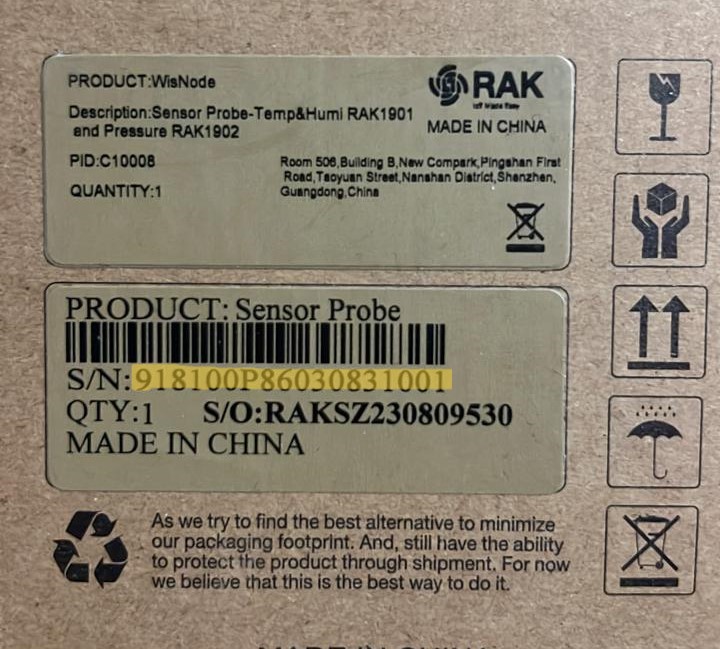 PRODUCT:WisNode
RAK
IoT Made Easy
Description:Sensor Probe-Temp&Humi RAK1901
and Pressure RAK1902
MADE IN CHINA
PID:C10008
Room 506,Building B,New Compark,Pingshan First
Road,Taoyuan Street,Nanshan District,Shenzhen,
Guangdong,China
QUANTITY:1
PRODUCT: Sensor Probe
S/N:918100P86030831001
QTY:1 S/O:RAKSZ230809530
MADE IN CHINA
As we try to find the best alternative to minimize
our packaging footprint. And, still have the ability
to protect the product through shipment. For now
we believe that this is the best way to do it.